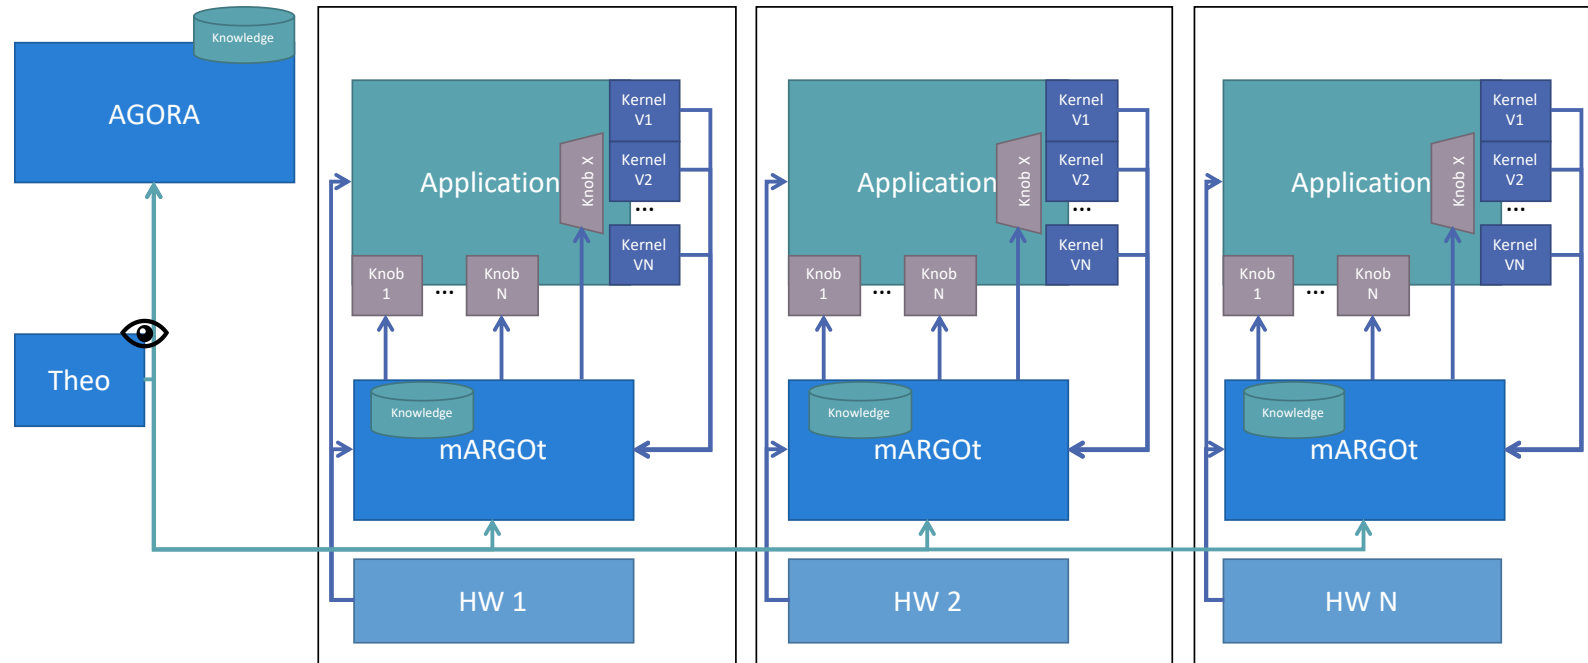 Knowledge
AGORA
Theo
Application
Knob X
Kernel
V1
Kernel
V2
...
Kernel
VN
Knob
1
...
Knob
N
Knowledge
mARGOt
HW 1
Application
Knob X
Kernel
V1
Kernel
V2
...
Kernel
VN
Knob
1
...
Knob
N
Knowledge
mARGOt
HW 2
Application
Knob X
Kernel
V1
Kernel
V2
...
Kernel
VN
Knob
1
...
Knob
N
Knowledge
mARGOt
HW N